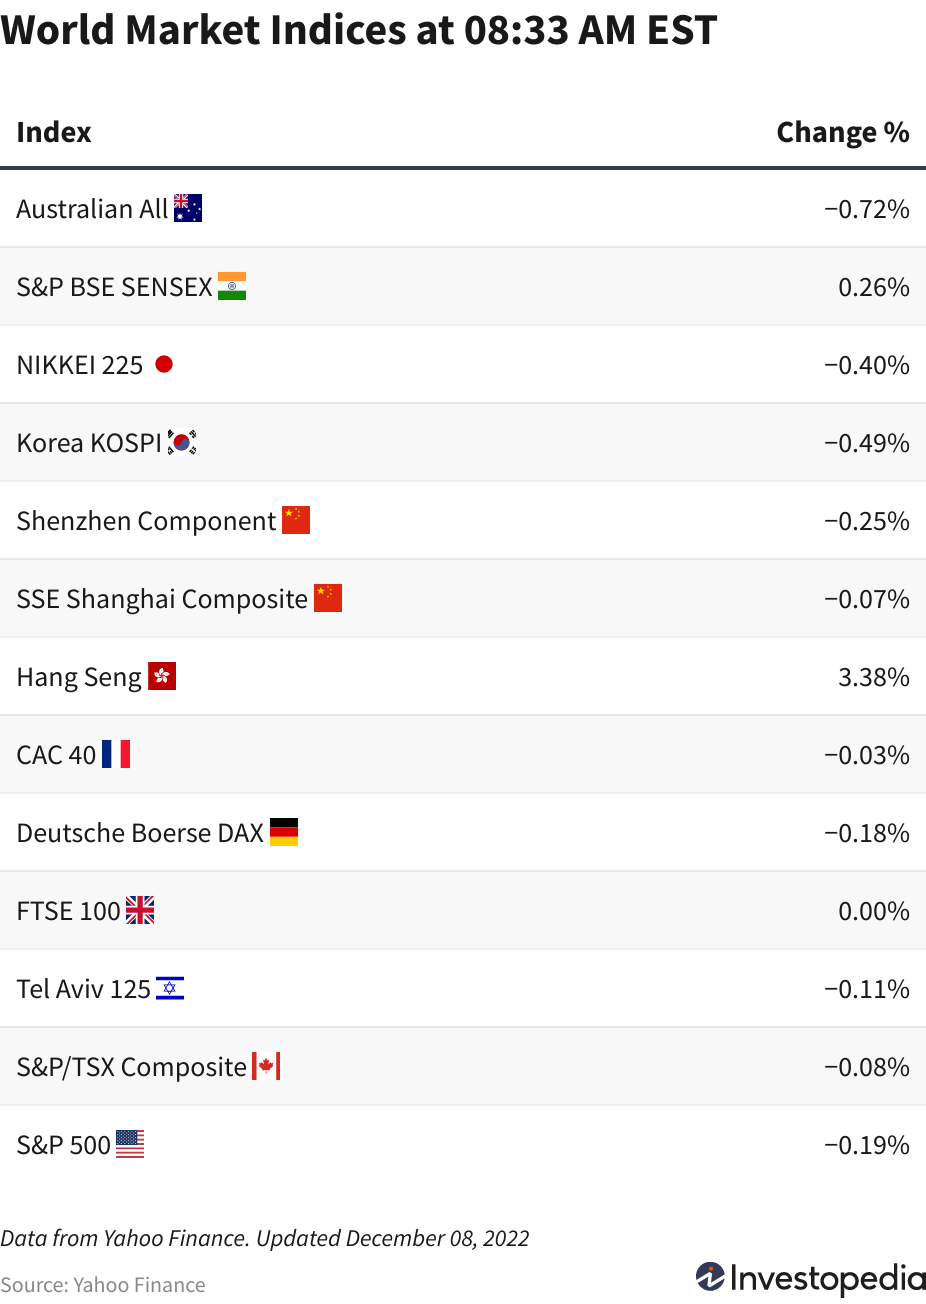 World Market Indices at 08:33 AM EST
Index Change %
Australian All −0.72%
S&P BSE SENSEX 0.26%
NIKKEI 225 −0.40%
Korea KOSPI −0.49%
Shenzhen Component −0.25%
SSE Shanghai Composite −0.07%
Hang Seng 3.38%
CAC 40 −0.03%
Deutsche Boerse DAX −0.18%
FTSE 100 0.00%
Tel Aviv 125 −0.11%
S&P/TSX Composite −0.08%
S&P 500 −0.19%
Data from Yahoo Finance. Updated December 08, 2022
Source: Yahoo Finance
Investopedia